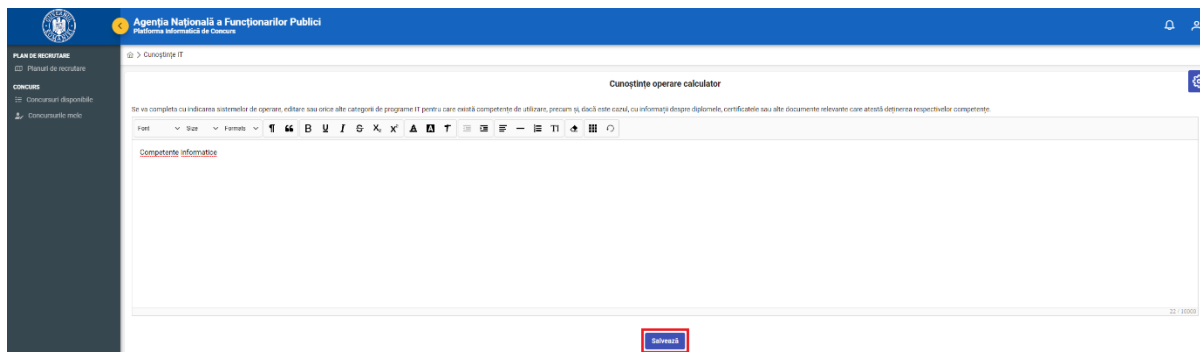 Agenția Națională a Funcționarilor Publici
Platforma Informatică de Concurs
PLAN DE RECRUTARE
Planuri de recrutare
CONCURS
Concursuri disponibile
Concursurile mele
> Cunoștințe IT
Cunoștințe operare calculator
Se va completa cu indicarea sistemelor de operare, editare sau orice alte categorii de programe IT pentru care există competențe de utilizare, precum și, dacă este cazul, cu informații despre diplomele, certificatele sau alte documente relevante care atestă deținerea respectivelor competențe.
Font Size Formats
Competente informatice
22 / 10000
Salvează